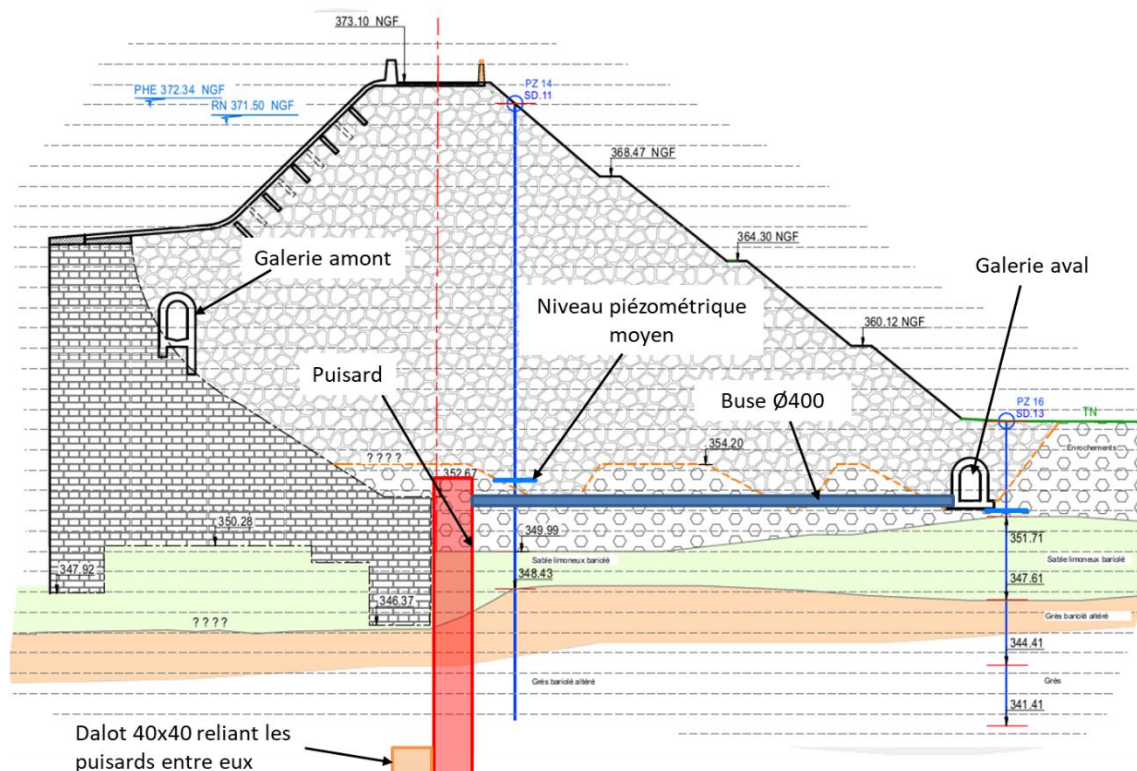 373.10 NGF
PHE 372.34 NGF
RN 371.50 NGF
PZ 14
SD.11
368.47 NGF
Galerie amont
364.30 NGF
Galerie aval
Niveau piézométrique
moyen
360.12 NGF
Puisard
Buse Ø400
PZ 16
SD.13
TN
Enrochements
354.20
? ? ? ?
352.67
350.28
349.99
351.71
Sable limoneux bariolé
Sable limoneux bariolé
347.92
348.43
347.61
346.37
? ? ? ?
Grès bariolé altéré
344.41
Grès bariolé altéré
Grès
341.41
Dalot 40x40 reliant les
puisards entre eux